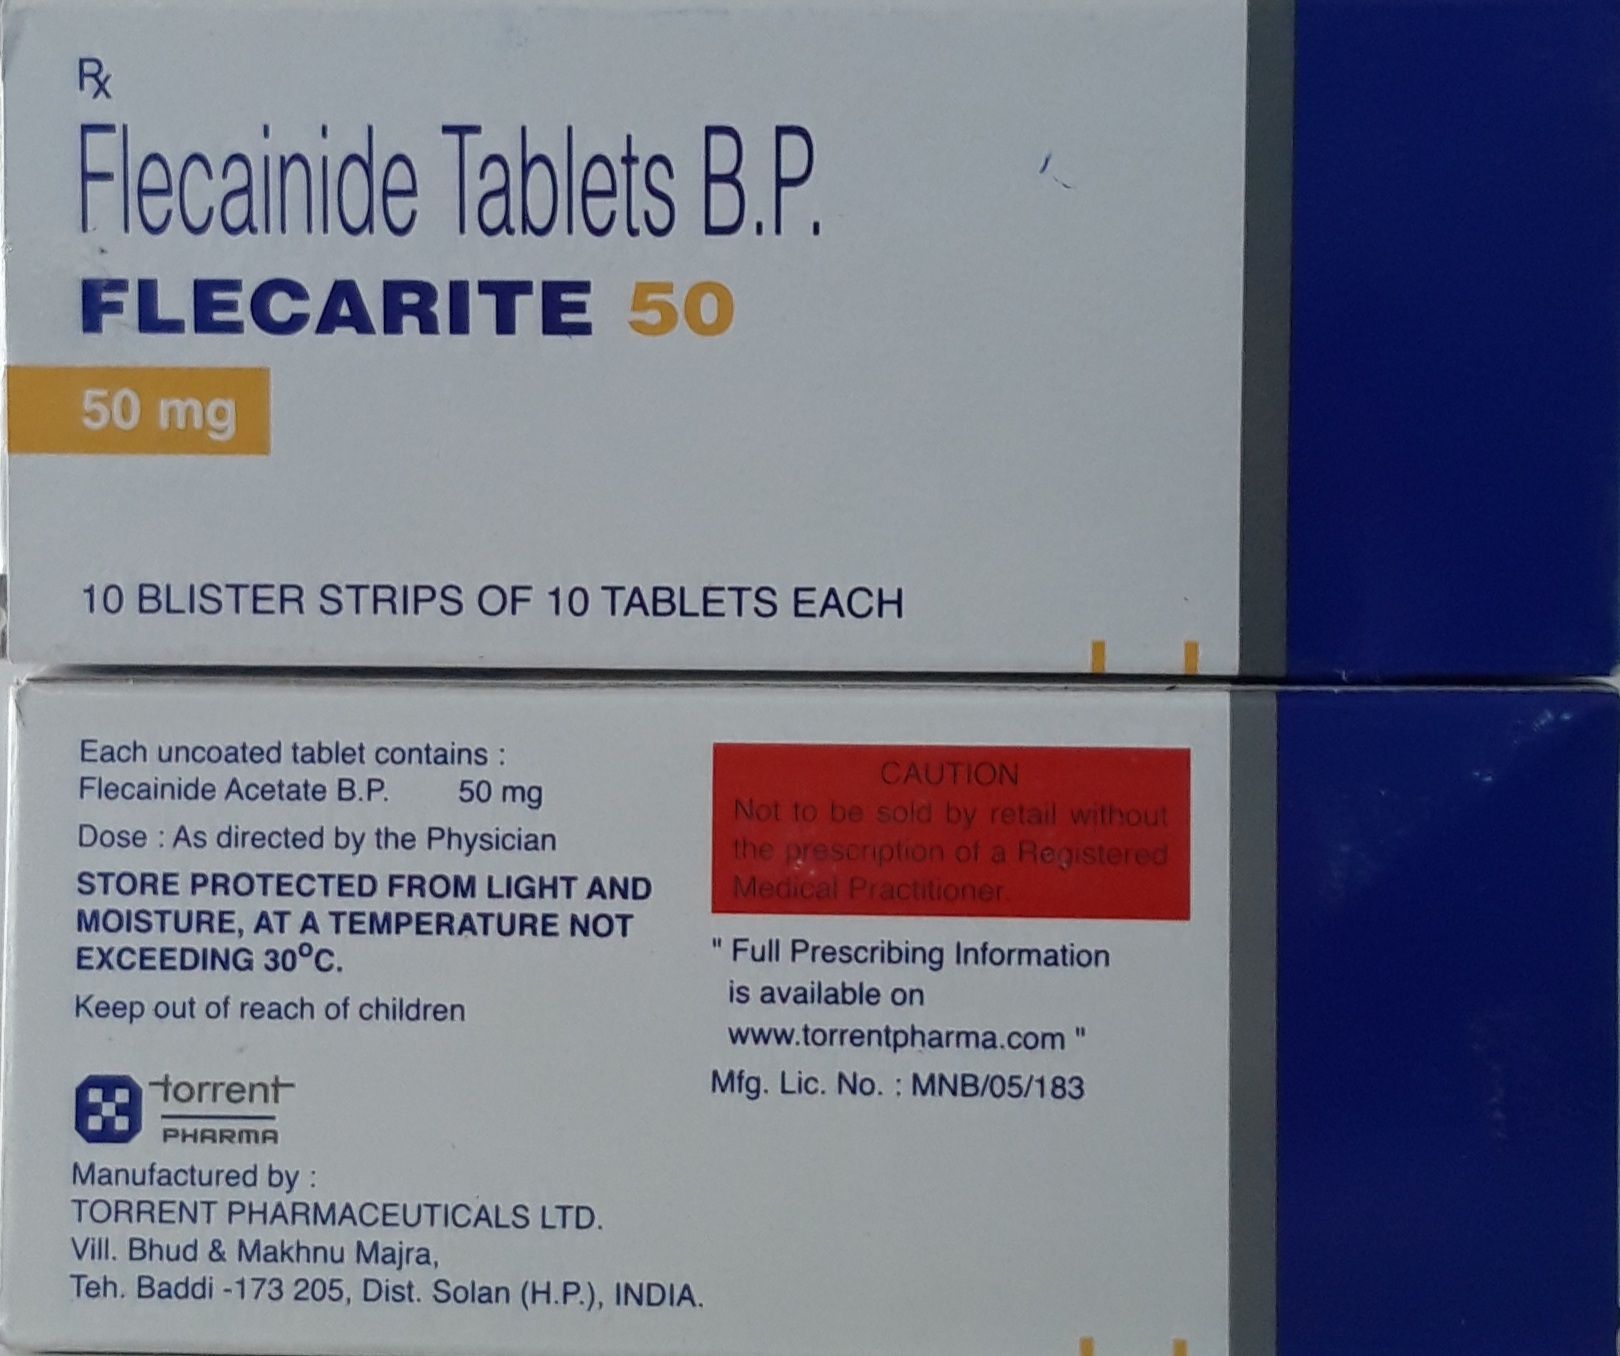 Rx
Flecainide Tablets B.P.
FLECARITE 50
50 mg
10 BLISTER STRIPS OF 10 TABLETS EACH
Each uncoated tablet contains :
Flecainide Acetate B.P. 50 mg
Dose : As directed by the Physician
STORE PROTECTED FROM LIGHT AND
MOISTURE, AT A TEMPERATURE NOT
EXCEEDING 30°C.
Keep out of reach of children
torrent
PHARMA
Manufactured by :
TORRENT PHARMACEUTICALS LTD.
Vill. Bhud & Makhnu Majra,
Teh. Baddi -173 205, Dist. Solan (H.P.), INDIA.
CAUTION
Not to be sold by retail without
the prescription of a Registered
Medical Practitioner.
" Full Prescribing Information
is available on
www.torrentpharma.com "
Mfg. Lic. No. : MNB/05/183